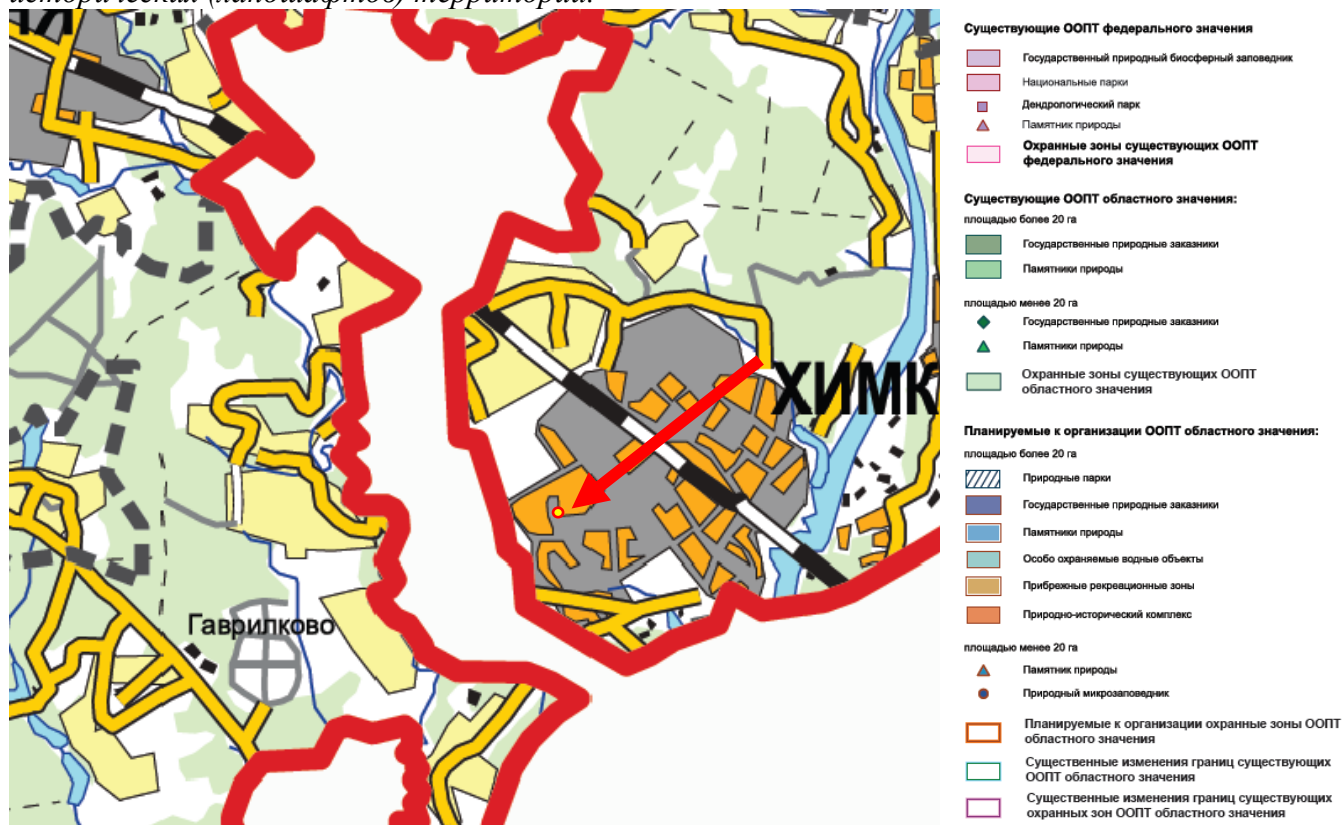 исторический (ландшафтов) территорий.
ХИМК
Гаврилково
Существующие ООПТ федерального значения
Государственный природный биосферный заповедник
Национальные парки
Дендрологический парк
Памятник природы
Охранные зоны существующих ООПТ
федерального значения
Существующие ООПТ областного значения:
площадью более 20 га
Государственные природные заказники
Памятники природы
площадью менее 20 га
Государственные природные заказники
Памятники природы
Охранные зоны существующих ООПТ
областного значения
Планируемые к организации ООПТ областного значения:
площадью более 20 га
Природные парки
Государственные природные заказники
Памятники природы
Особо охраняемые водные объекты
Прибрежные рекреационные зоны
Природно-исторический комплекс
площадью менее 20 га
Памятник природы
Природный микрозаповедник
Планируемые к организации охранные зоны ООПТ
областного значения
Существенные изменения границ существующих
ООПТ областного значения
Существенные изменения границ существующих
охранных зон ООПТ областного значения